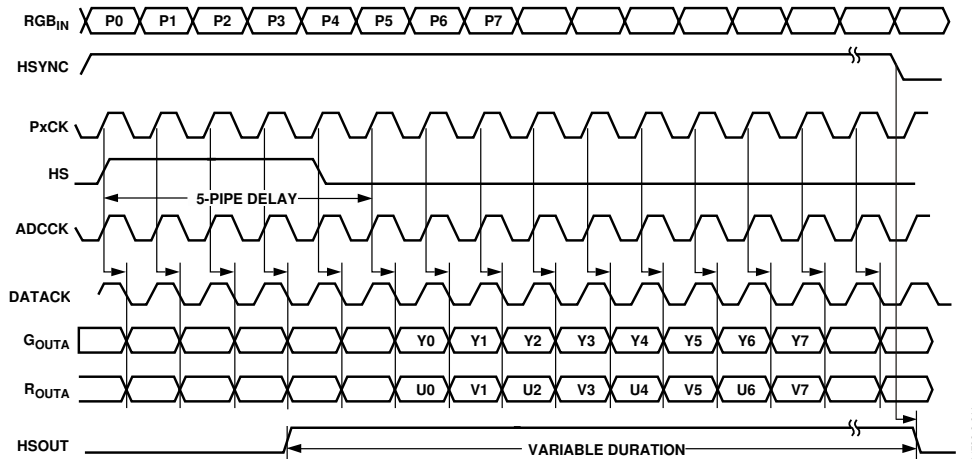 RGBIN P0 P1 P2 P3 P4 P5 P6 P7
HSYNC
PxCK
HS
5-PIPE DELAY
ADCCK
DATACK
GOUTA Y0 Y1 Y2 Y3 Y4 Y5 Y6 Y7
ROUTA U0 V1 U2 V3 U4 V5 U6 V7
HSOUT VARIABLE DURATION